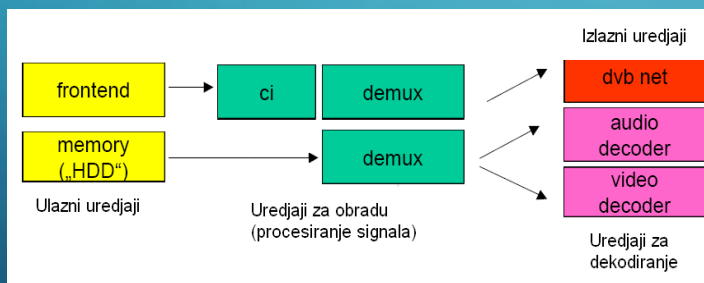 Izlazni uredjaji
frontend
ci
demux
dvb net
memory
(„HDD“)
demux
audio
decoder
video
decoder
Ulazni uredjaji
Uredjaji za obradu
(procesiranje signala)
Uredjaji za
dekodiranje